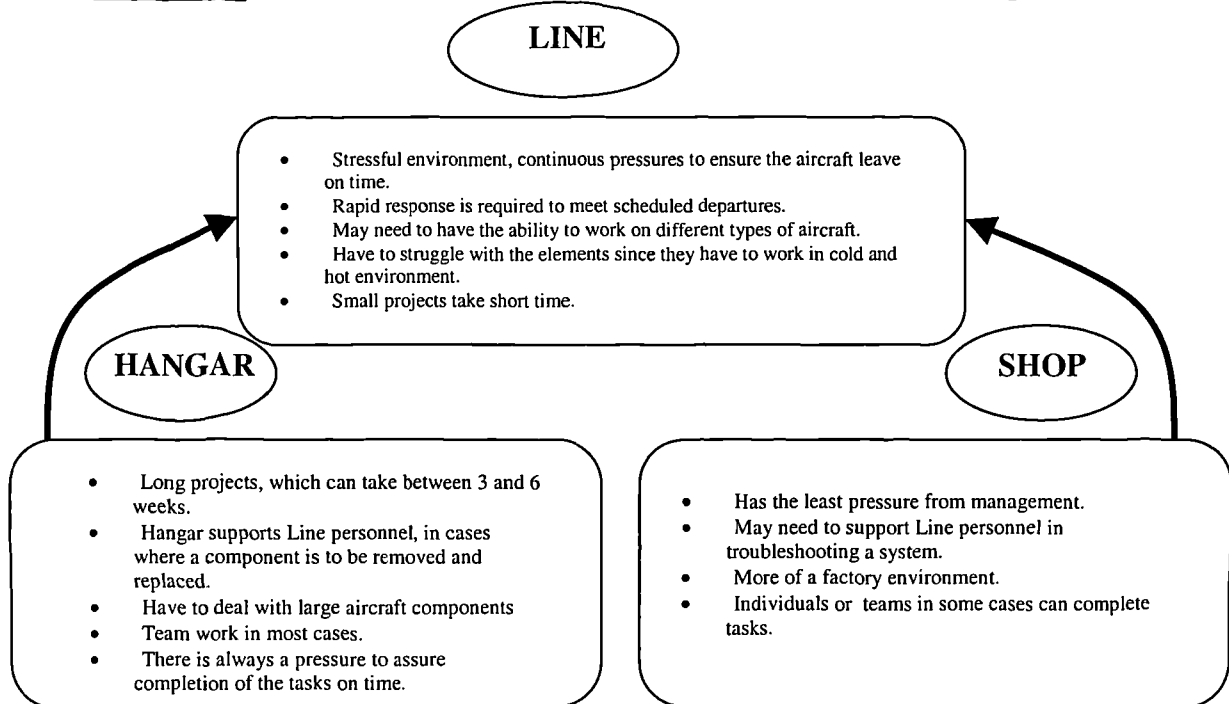 LINE
• Stressful environment, continuous pressures to ensure the aircraft leave
on time.
• Rapid response is required to meet scheduled departures.
• May need to have the ability to work on different types of aircraft.
• Have to struggle with the elements since they have to work in cold and
hot environment.
• Small projects take short time.
HANGAR
• Long projects, which can take between 3 and 6
weeks.
• Hangar supports Line personnel, in cases
where a component is to be removed and
replaced.
• Have to deal with large aircraft components
• Team work in most cases.
• There is always a pressure to assure
completion of the tasks on time.
SHOP
• Has the least pressure from management.
• May need to support Line personnel in
troubleshooting a system.
• More of a factory environment.
• Individuals or teams in some cases can complete
tasks.